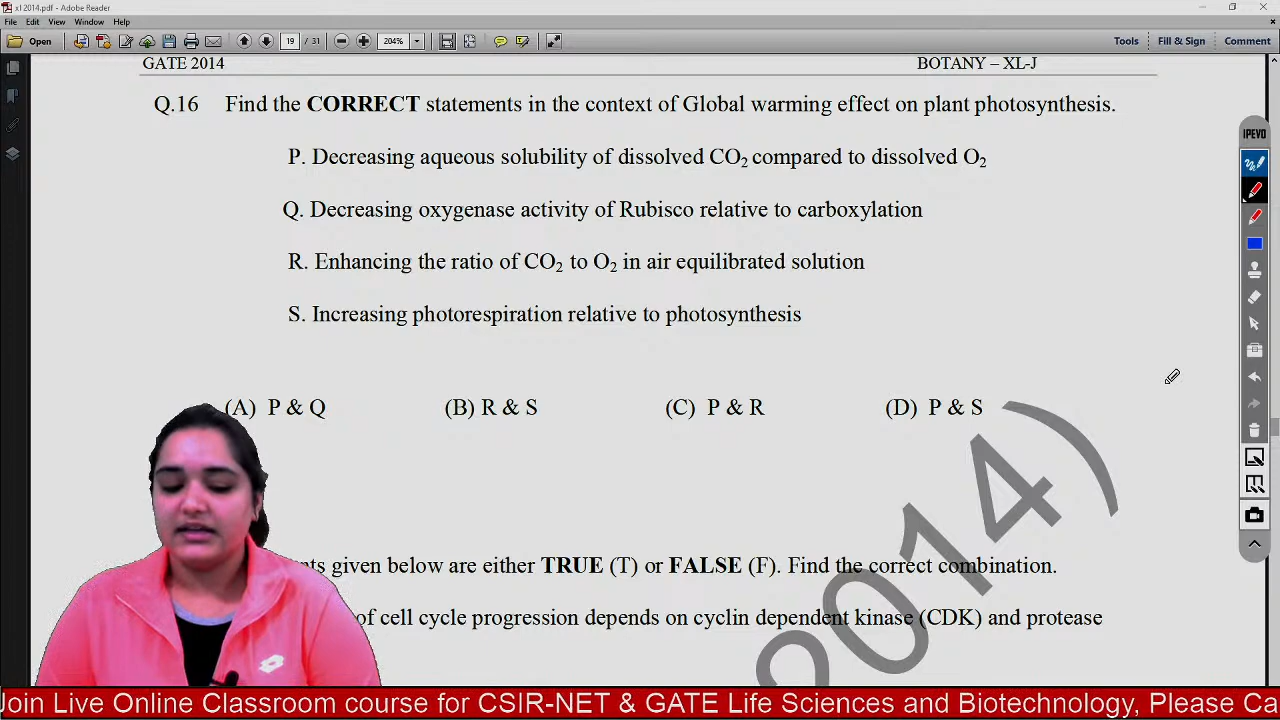 xl 2014.pdf - Adobe Reader
File Edit View Window Help
Open 19 / 31 204% Tools Fill & Sign Comment
GATE 2014 BOTANY – XL-J
Q.16 Find the CORRECT statements in the context of Global warming effect on plant photosynthesis.
P. Decreasing aqueous solubility of dissolved CO2 compared to dissolved O2
Q. Decreasing oxygenase activity of Rubisco relative to carboxylation
R. Enhancing the ratio of CO2 to O2 in air equilibrated solution
S. Increasing photorespiration relative to photosynthesis
(A) P & Q (B) R & S (C) P & R (D) P & S
given below are either TRUE (T) or FALSE (F). Find the correct combination.
of cell cycle progression depends on cyclin dependent kinase (CDK) and protease
2014)
IPEVO
Join Live Online Classroom course for CSIR-NET & GATE Life Sciences and Biotechnology, Please Ca